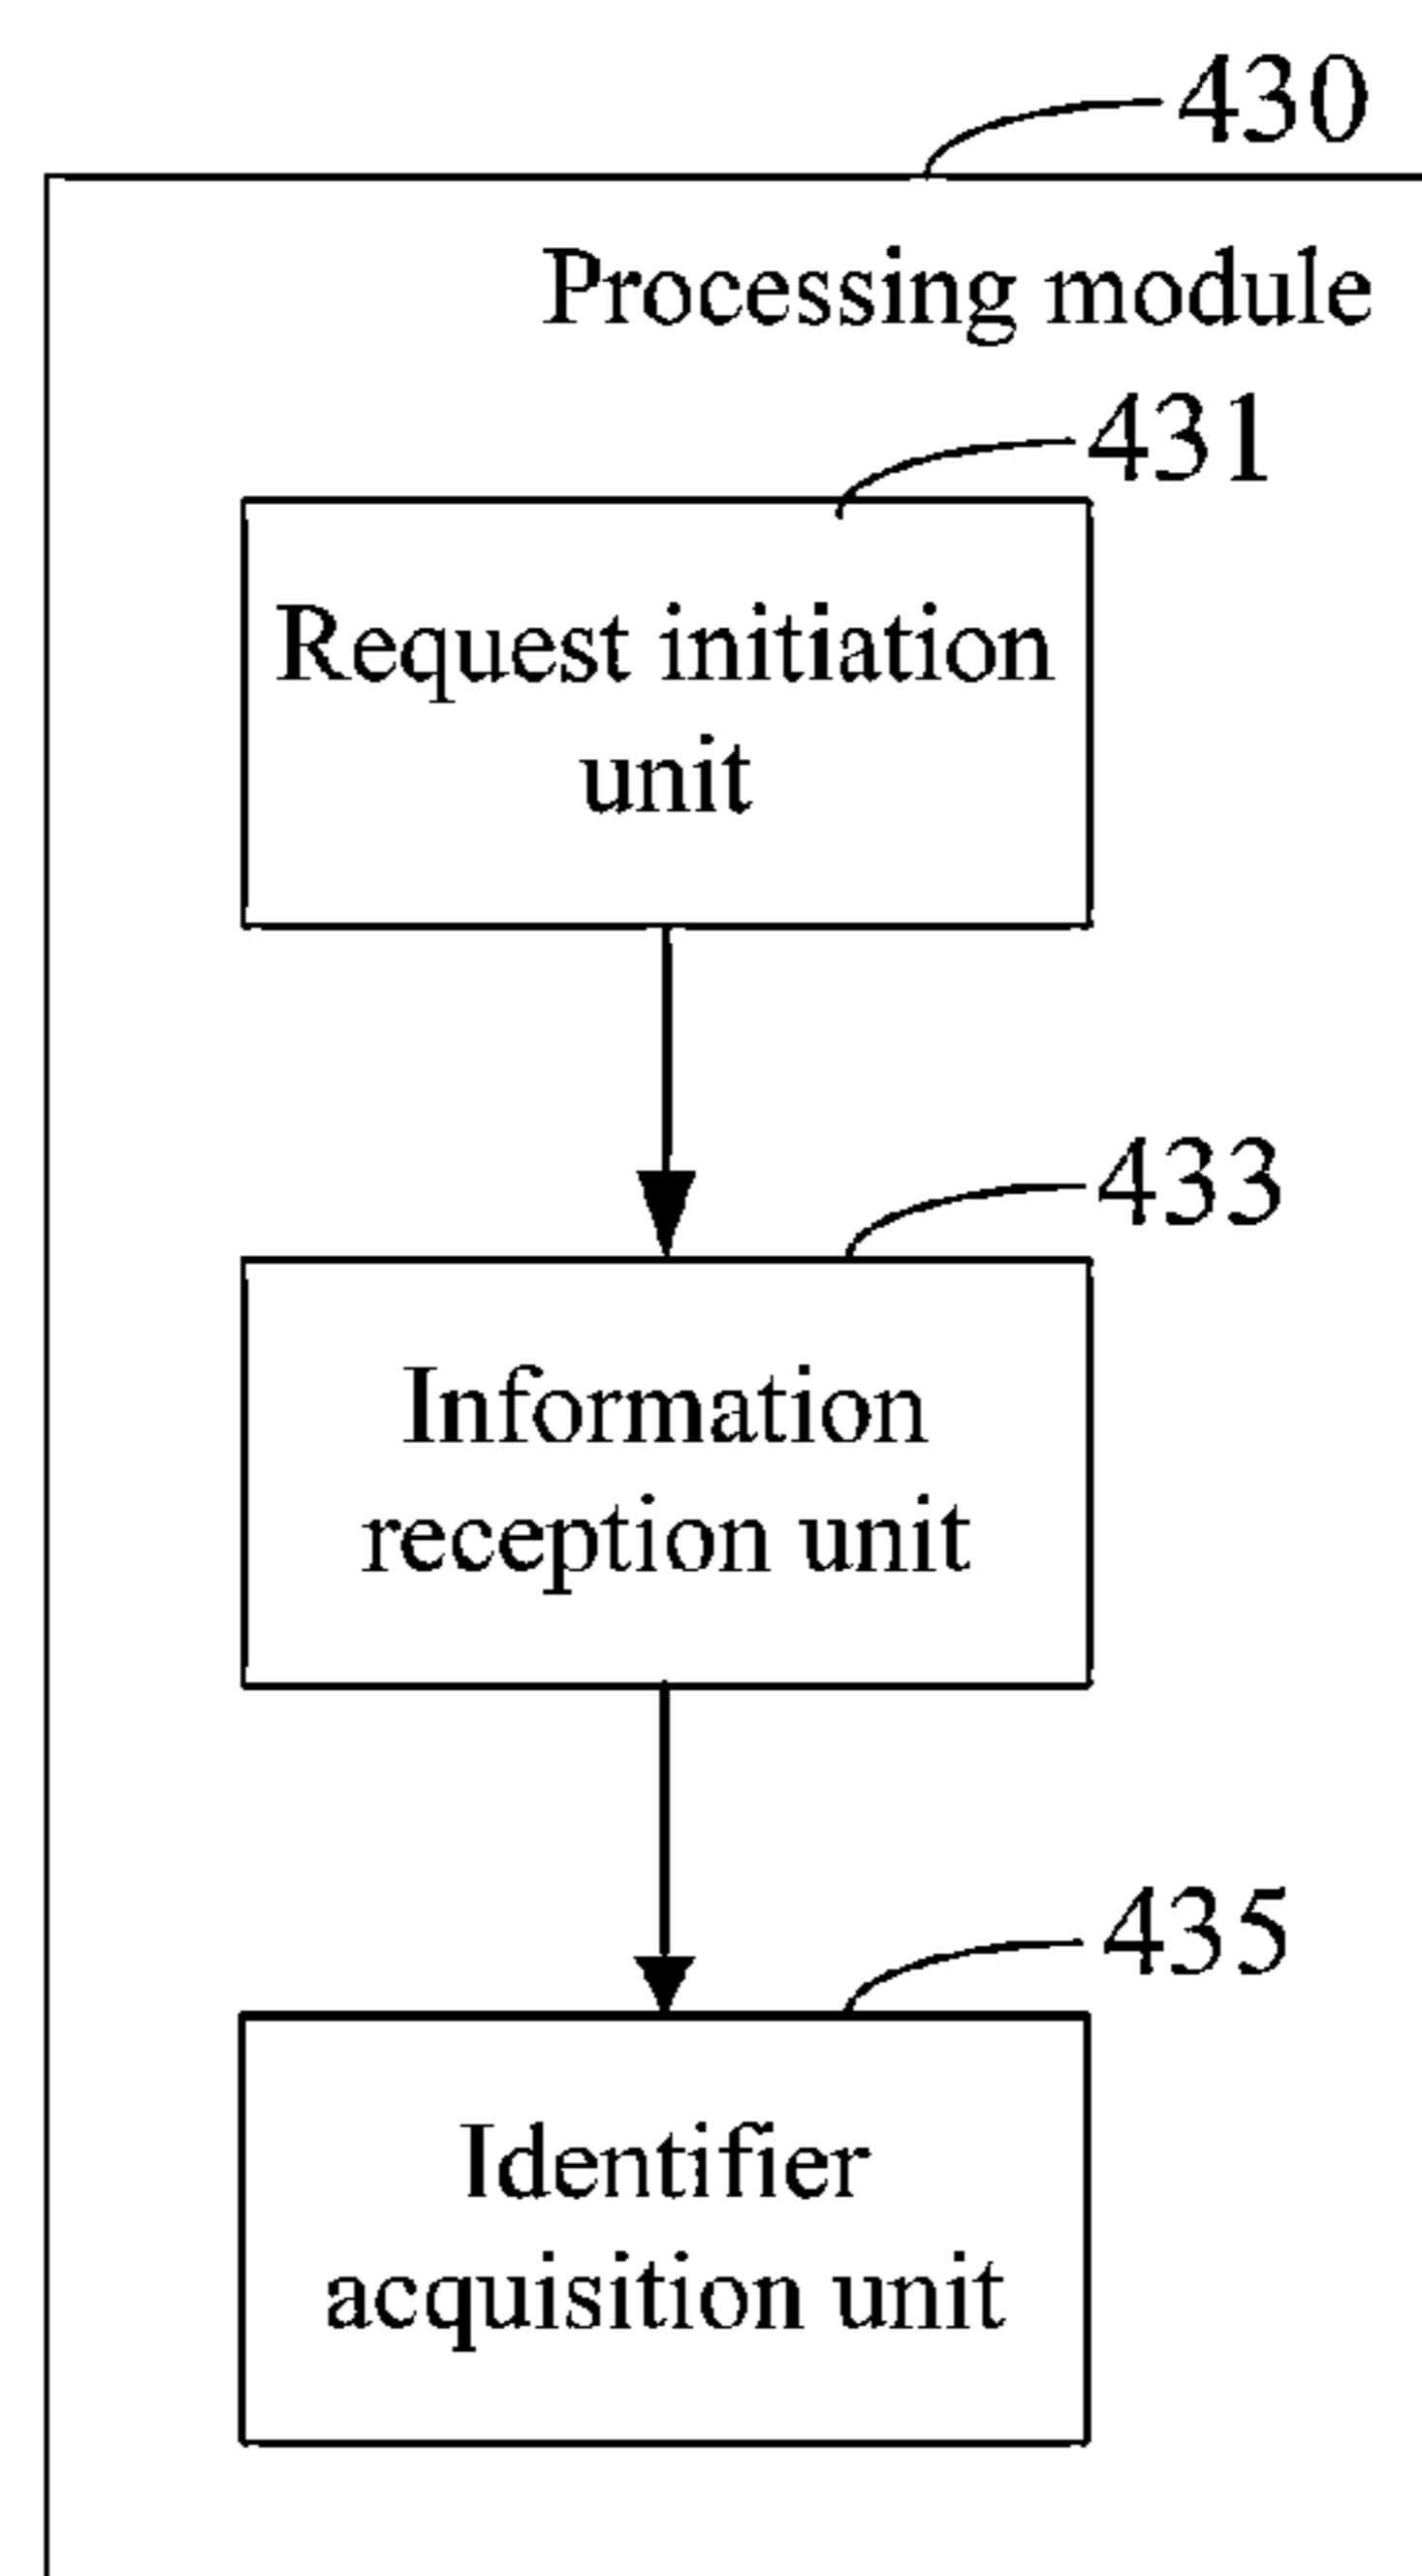 430
Processing module
431
Request initiation
unit
433
Information
reception unit
435
Identifier
acquisition unit